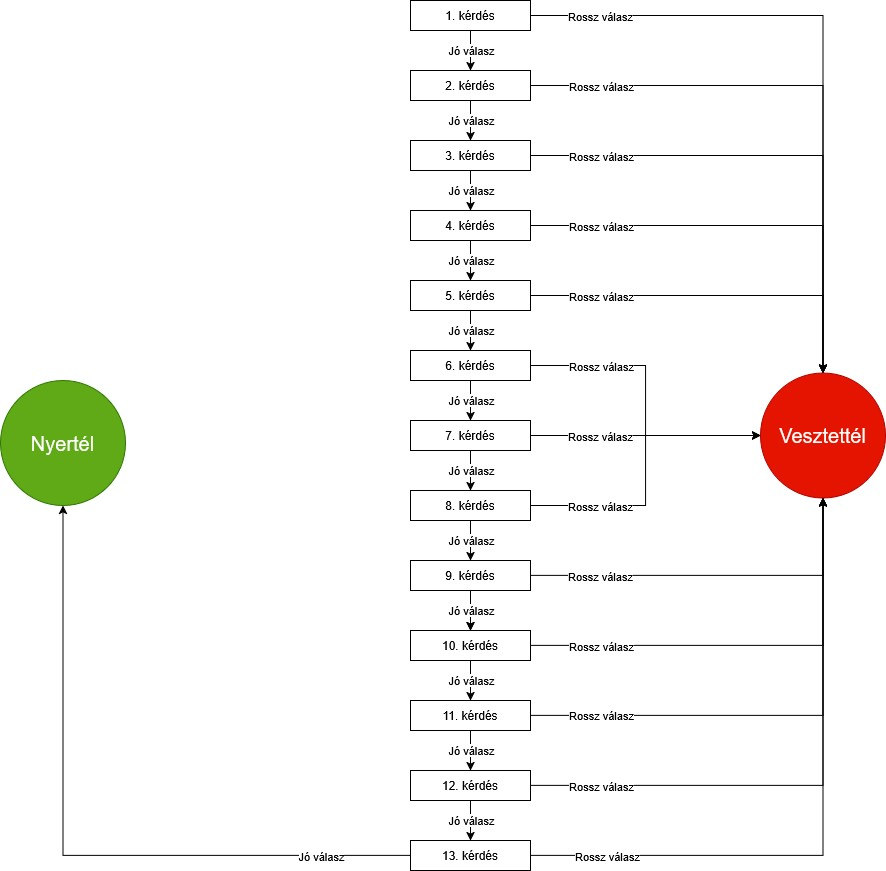 1. kérdés
Rossz válasz
Jó válasz
2. kérdés
Rossz válasz
Jó válasz
3. kérdés
Rossz válasz
Jó válasz
4. kérdés
Rossz válasz
Jó válasz
5. kérdés
Rossz válasz
Jó válasz
6. kérdés
Rossz válasz
Jó válasz
Nyertél
7. kérdés
Rossz válasz
Vesztettél
Jó válasz
8. kérdés
Rossz válasz
Jó válasz
9. kérdés
Rossz válasz
Jó válasz
10. kérdés
Rossz válasz
Jó válasz
11. kérdés
Rossz válasz
Jó válasz
12. kérdés
Rossz válasz
Jó válasz
Jó válasz
13. kérdés
Rossz válasz